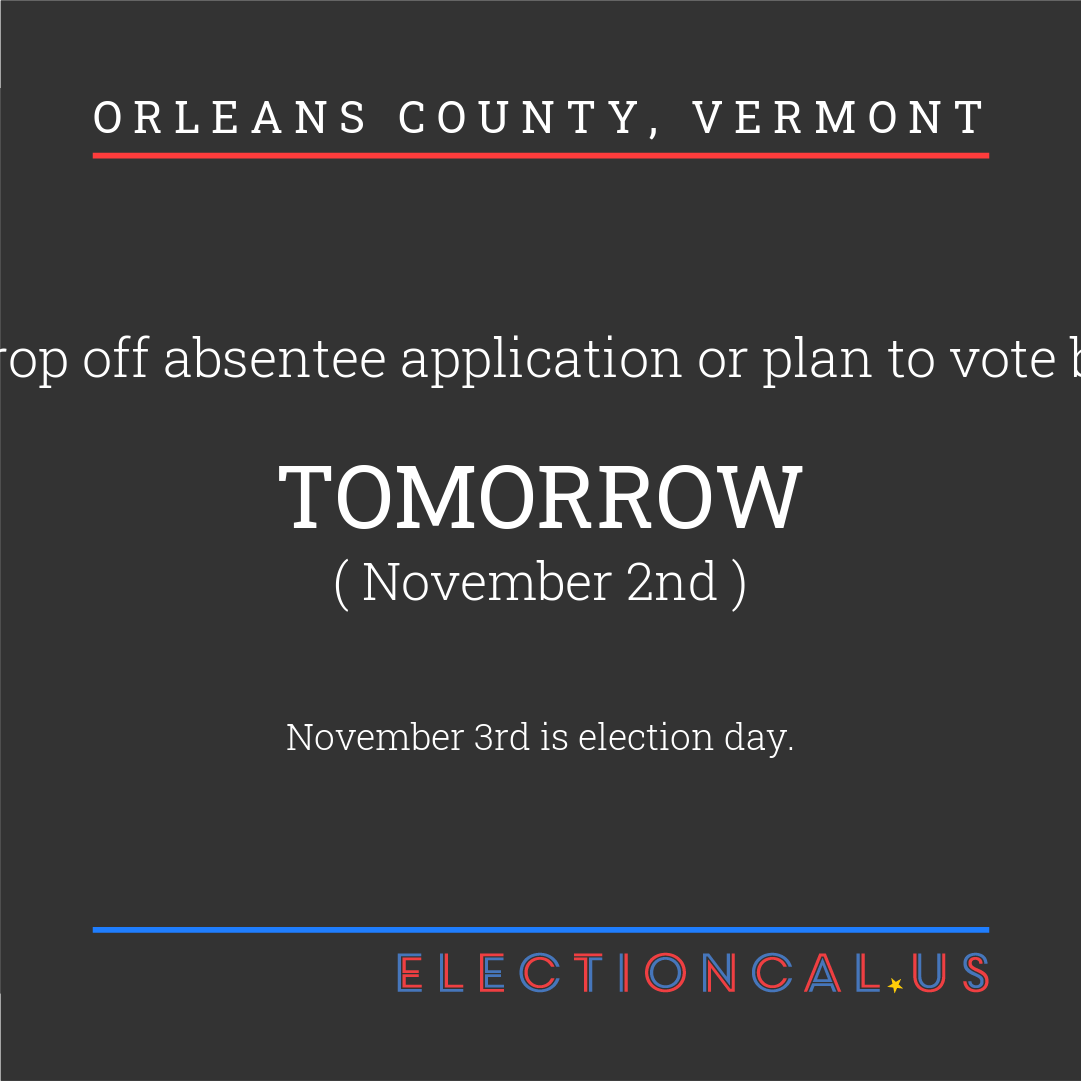 ORLEANS COUNTY, VERMONT
rop off absentee application or plan to vote b
TOMORROW
( November 2nd )
November 3rd is election day.
ELECTIONCAL.US